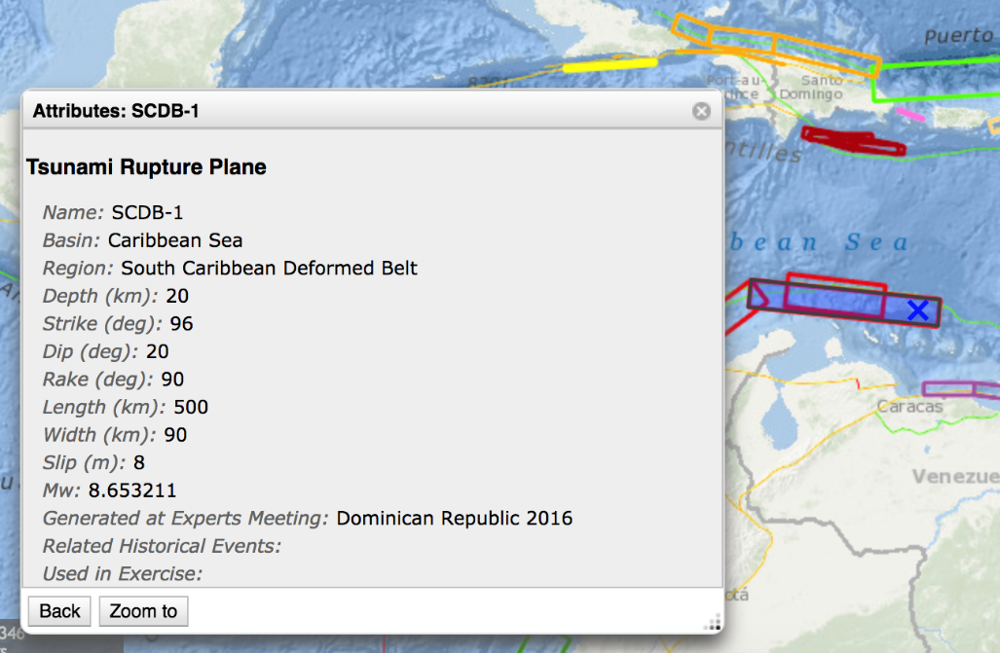 Puerto
Port-au-
Santo
Domingo
Attributes: SCDB-1
ntilles
Tsunami Rupture Plane
Name: SCDB-1
Basin: Caribbean Sea
bbean Sea
Region: South Caribbean Deformed Belt
Depth (km): 20
Strike (deg): 96
Dip (deg): 20
Rake (deg): 90
Length (km): 500
Caracas
Width (km): 90
Slip (m): 8
Venezue
Mw: 8.653211
Generated at Experts Meeting: Dominican Republic 2016
Related Historical Events:
Used in Exercise:
Back
Zoom to
346